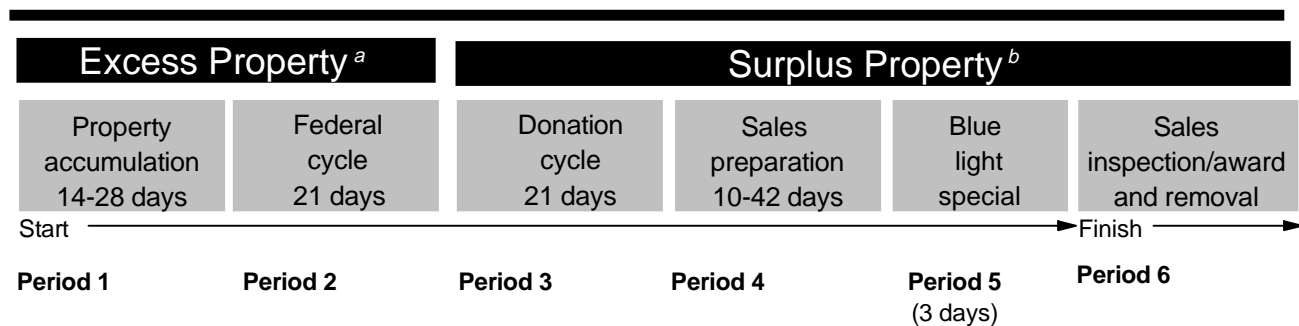 Excess Property a
Surplus Property b
Property
accumulation
14-28 days
Federal
cycle
21 days
Donation
cycle
21 days
Sales
preparation
10-42 days
Blue
light
special
Sales
inspection/award
and removal
Start
Finish
Period 1
Period 2
Period 3
Period 4
Period 5
(3 days)
Period 6